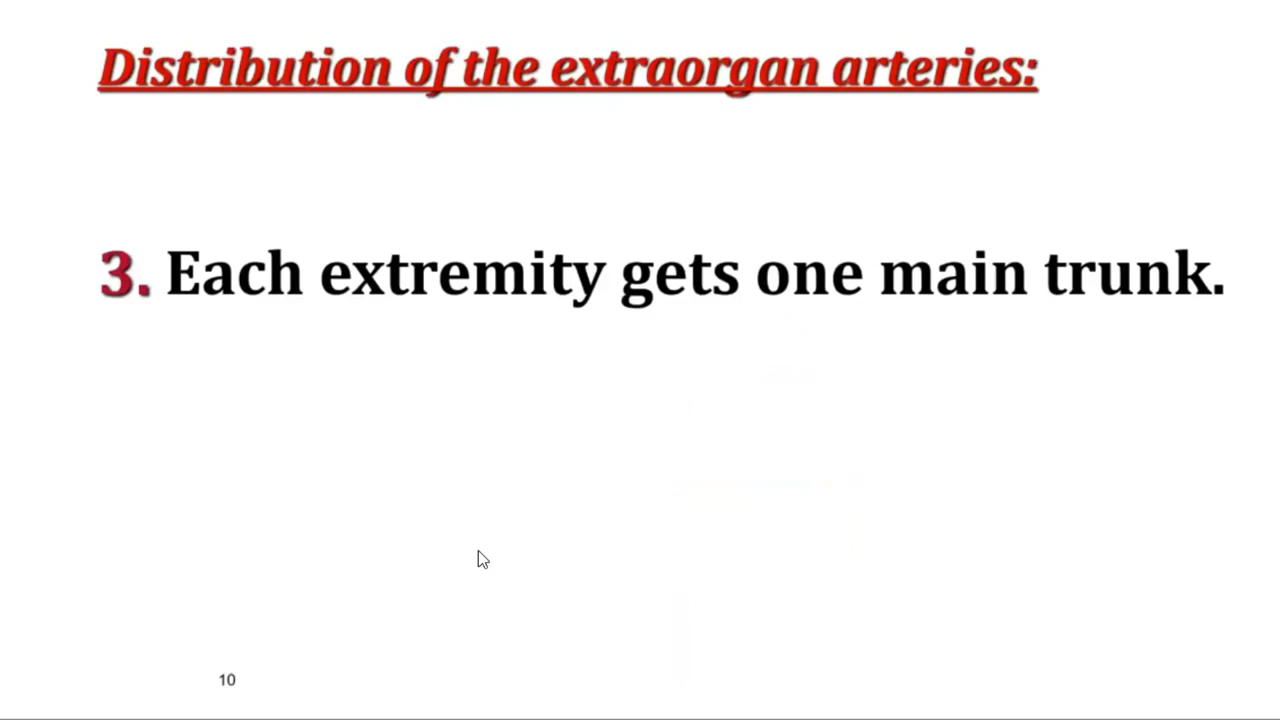 Distribution of the extraorgan arteries:
3. Each extremity gets one main trunk.
10